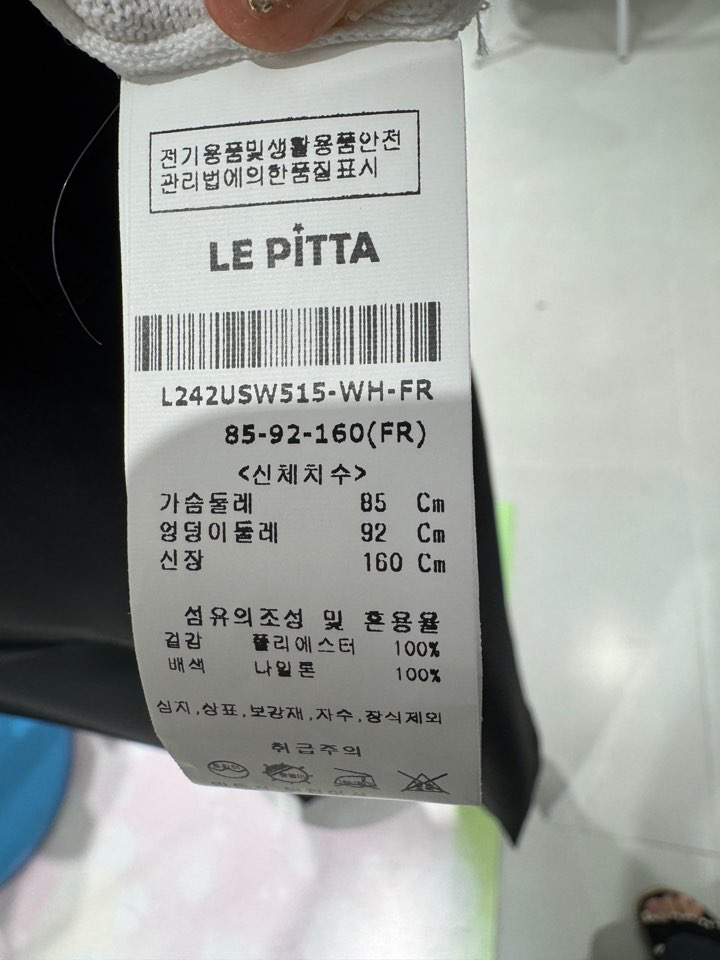 전기용품및생활용품안전
관리법에의한품질표시
LE PITTA
L242USW515-WH-FR
85-92-160(FR)
<신체치수>
가슴둘레 85 Cm
엉덩이둘레 92 Cm
신장 160 Cm
섬유의조성 및 혼용율
겉감 폴리에스터 100%
배색 나일론 100%
심지,상표,보강재,자수,장식제외
취급주의
드라이